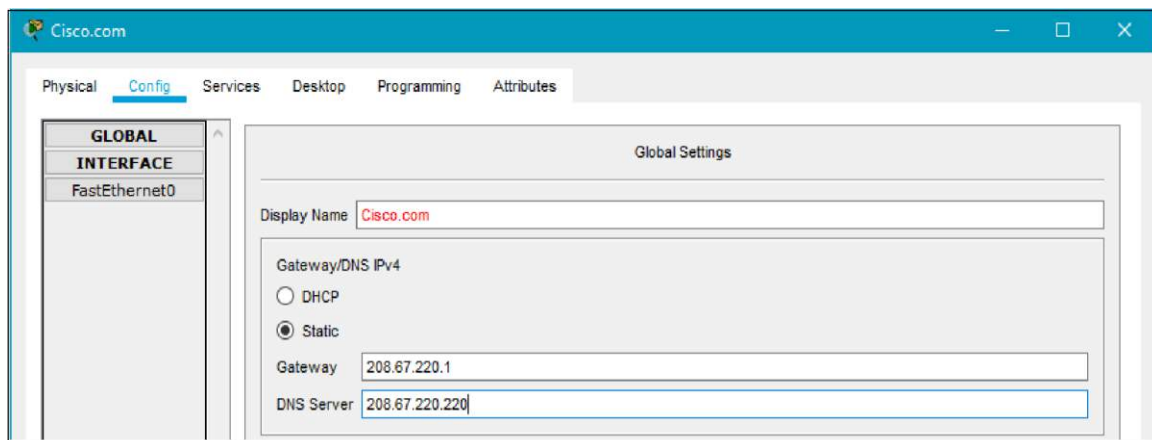 Cisco.com
Physical Config Services Desktop Programming Attributes
GLOBAL
INTERFACE
FastEthernet0
Global Settings
Display Name Cisco.com
Gateway/DNS IPv4
DHCP
Static
Gateway 208.67.220.1
DNS Server 208.67.220.220